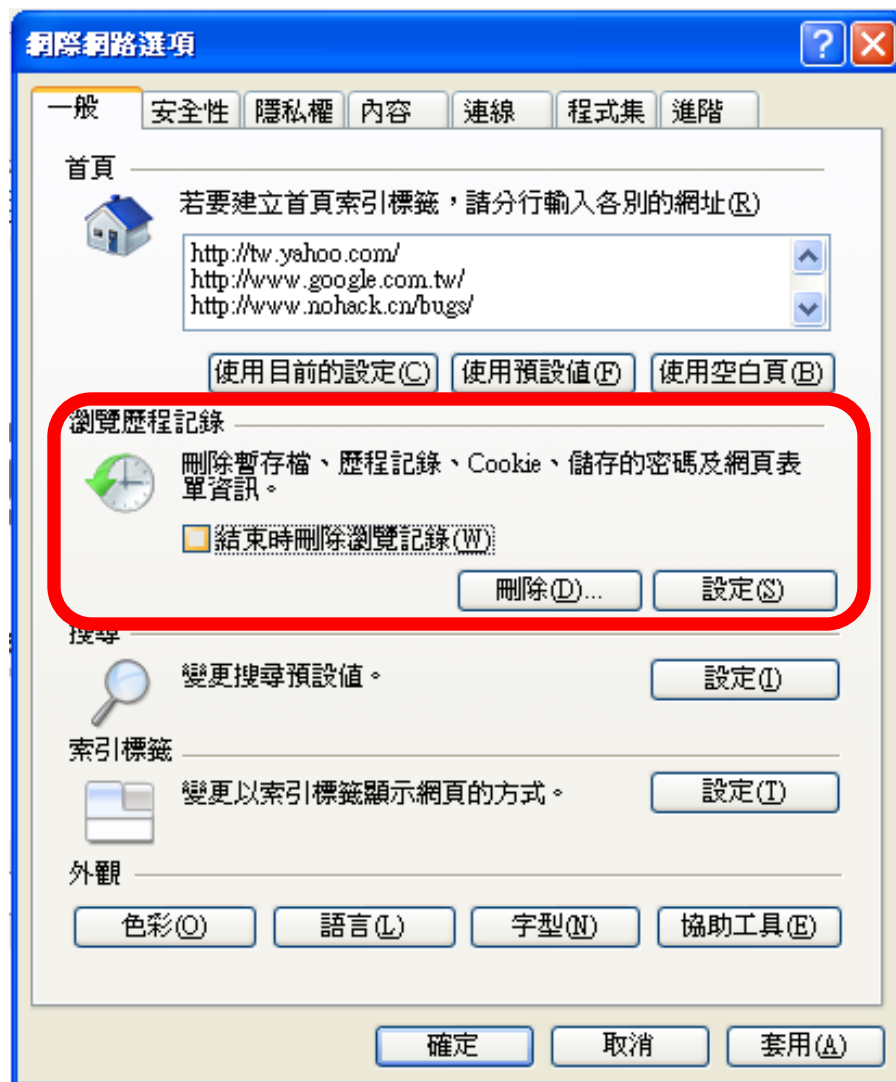 網際網路選項
一般 安全性 隱私權 內容 連線 程式集 進階
首頁
若要建立首頁索引標籤，請分行輸入各別的網址(R)
http://tw.yahoo.com/
http://www.google.com.tw/
http://www.nohack.cn/bugs/
使用目前的設定(C) 使用預設值(F) 使用空白頁(B)
瀏覽歷程記錄
刪除暫存檔、歷程記錄、Cookie、儲存的密碼及網頁表
單資訊。
結束時刪除瀏覽記錄(W)
刪除(D)... 設定(S)
搜尋
變更搜尋預設值。
設定(I)
索引標籤
變更以索引標籤顯示網頁的方式。
設定(T)
外觀
色彩(O) 語言(L) 字型(N) 協助工具(E)
確定 取消 套用(A)